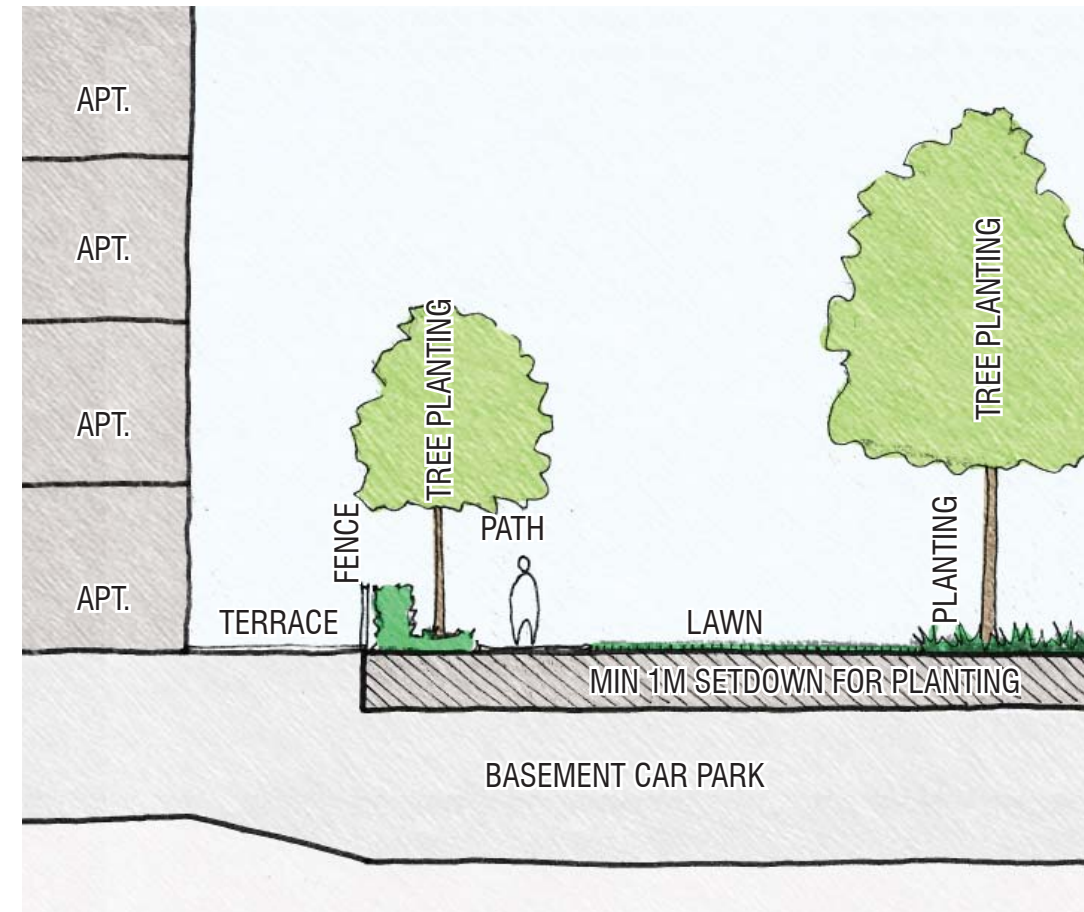 APT.
APT.
APT.
APT.
TREE PLANTING
TREE PLANTING
FENCE
PATH
PLANTING
TERRACE
LAWN
MIN 1M SETDOWN FOR PLANTING
BASEMENT CAR PARK